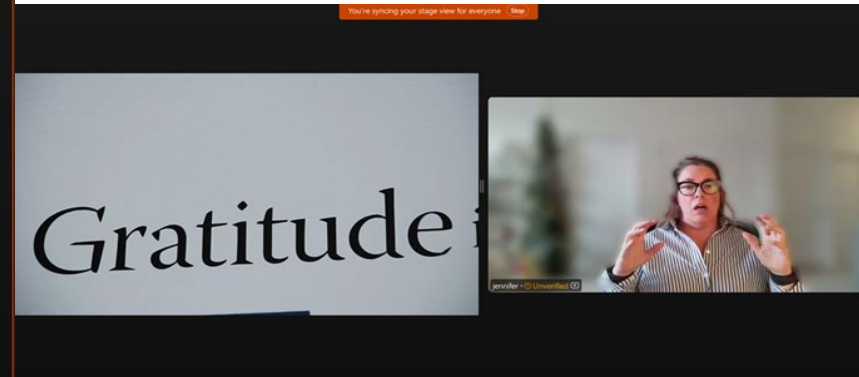 You're syncing your stage view for everyone Stop
Gratitude i
jennifer • Unverified